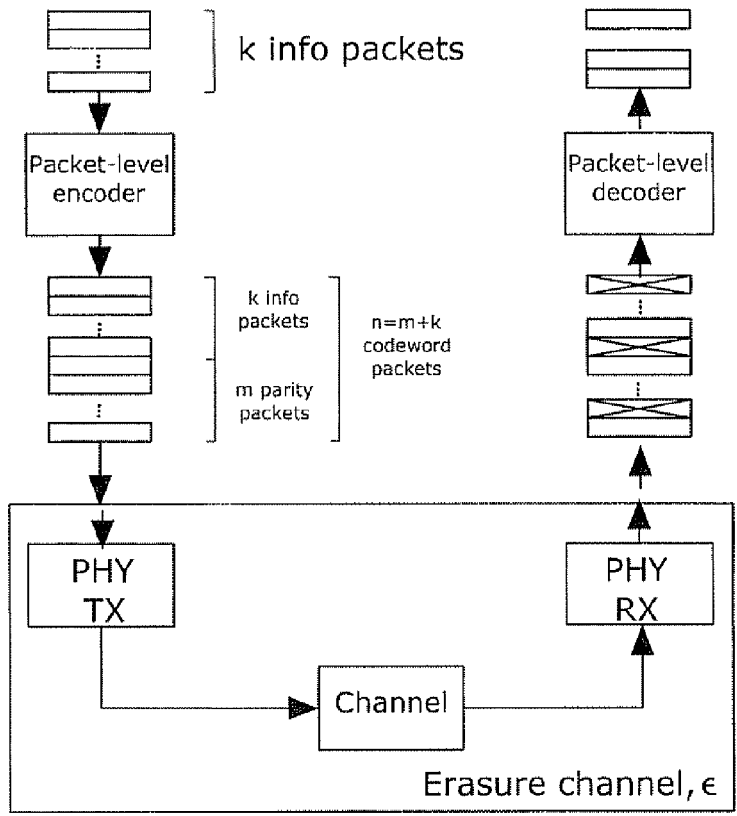 k info packets
Packet-level
encoder
Packet-level
decoder
k info
packets
n=m+k
codeword
packets
m parity
packets
PHY
TX
PHY
RX
Channel
Erasure channel, ϵ